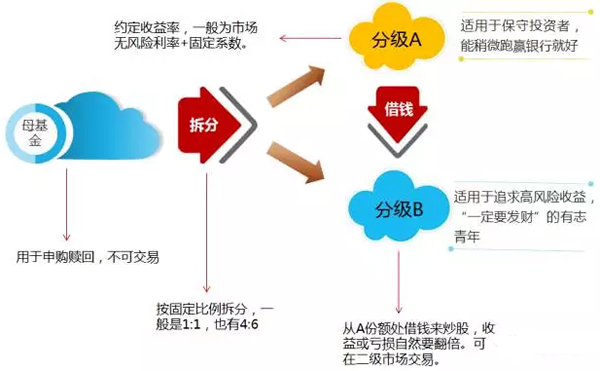 约定收益率，一般为市场
无风险利率+固定系数。
分级A
适用于保守投资者，
能稍微跑赢银行就好
母基
金
拆分
借钱
分级B
适用于追求高风险收益，
“一定要发财”的有志
青年
用于申购赎回，不可交易
按固定比例拆分，一
般是1:1，也有4:6
从A份额处借钱来炒股，收
益或亏损自然要翻倍。可
在二级市场交易。